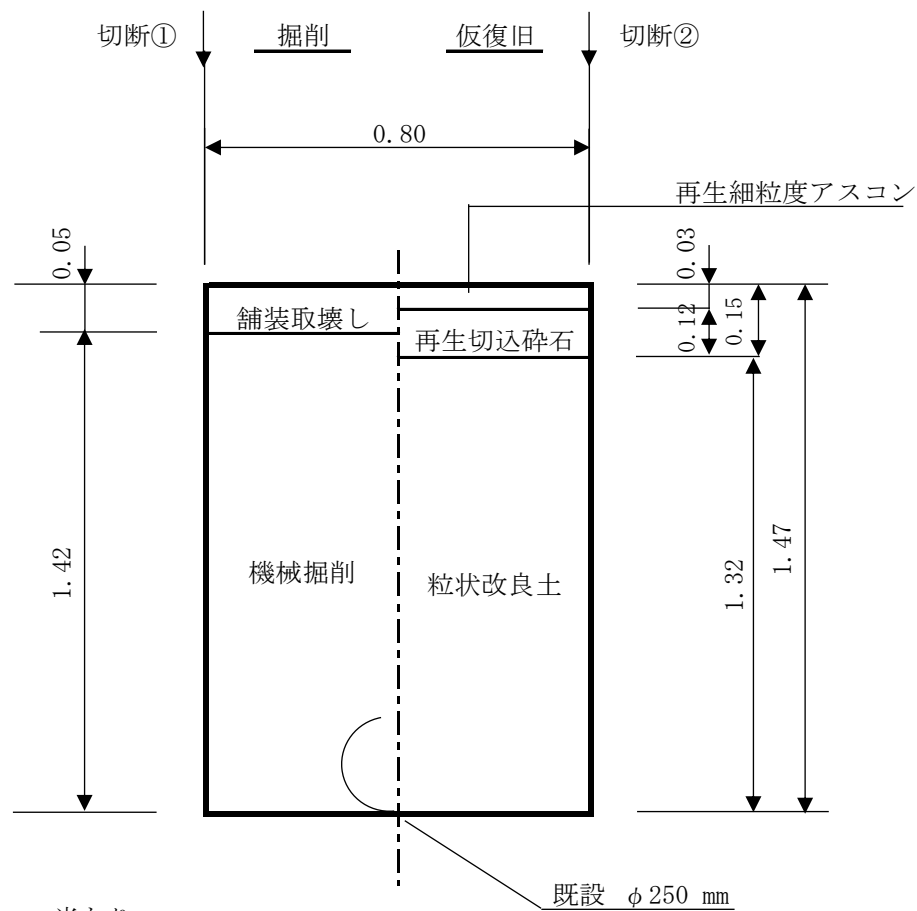 切断① 掘削 仮復旧 切断②
0.80
再生細粒度アスコン
0.05
0.03
舗装取壊し
0.12
0.15
再生切込砕石
1.42
機械掘削
粒状改良土
1.32
1.47
既設 φ250 mm